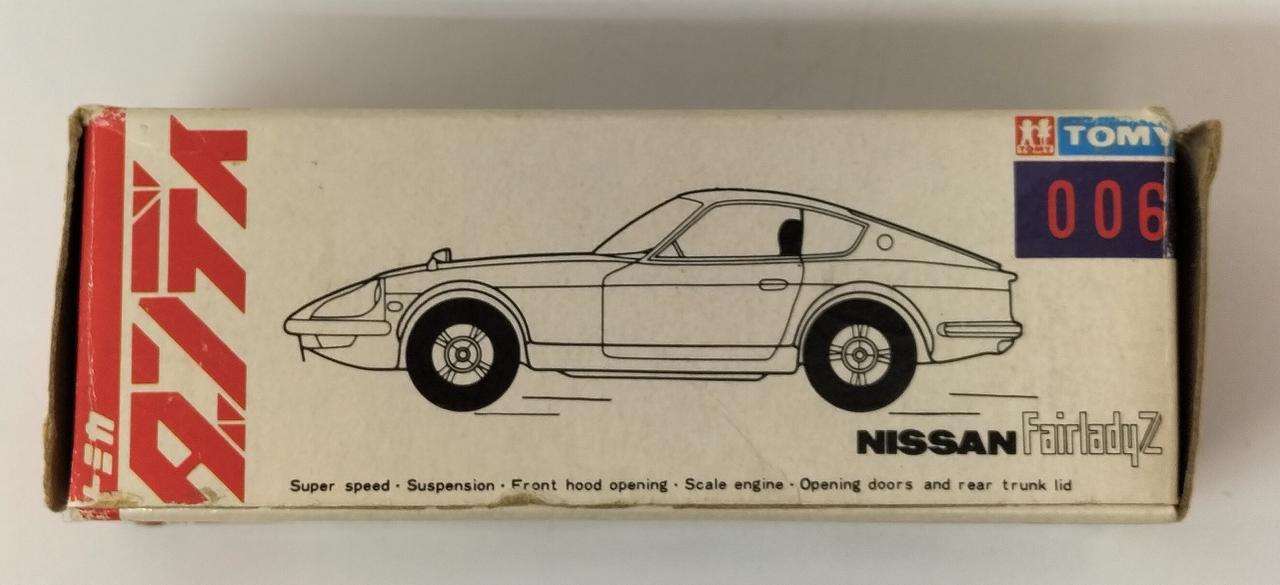 トミカ
ダンディ
TOMY
TOMY
006
NISSAN Fairlady Z
Super speed · Suspension · Front hood opening · Scale engine · Opening doors and rear trunk lid